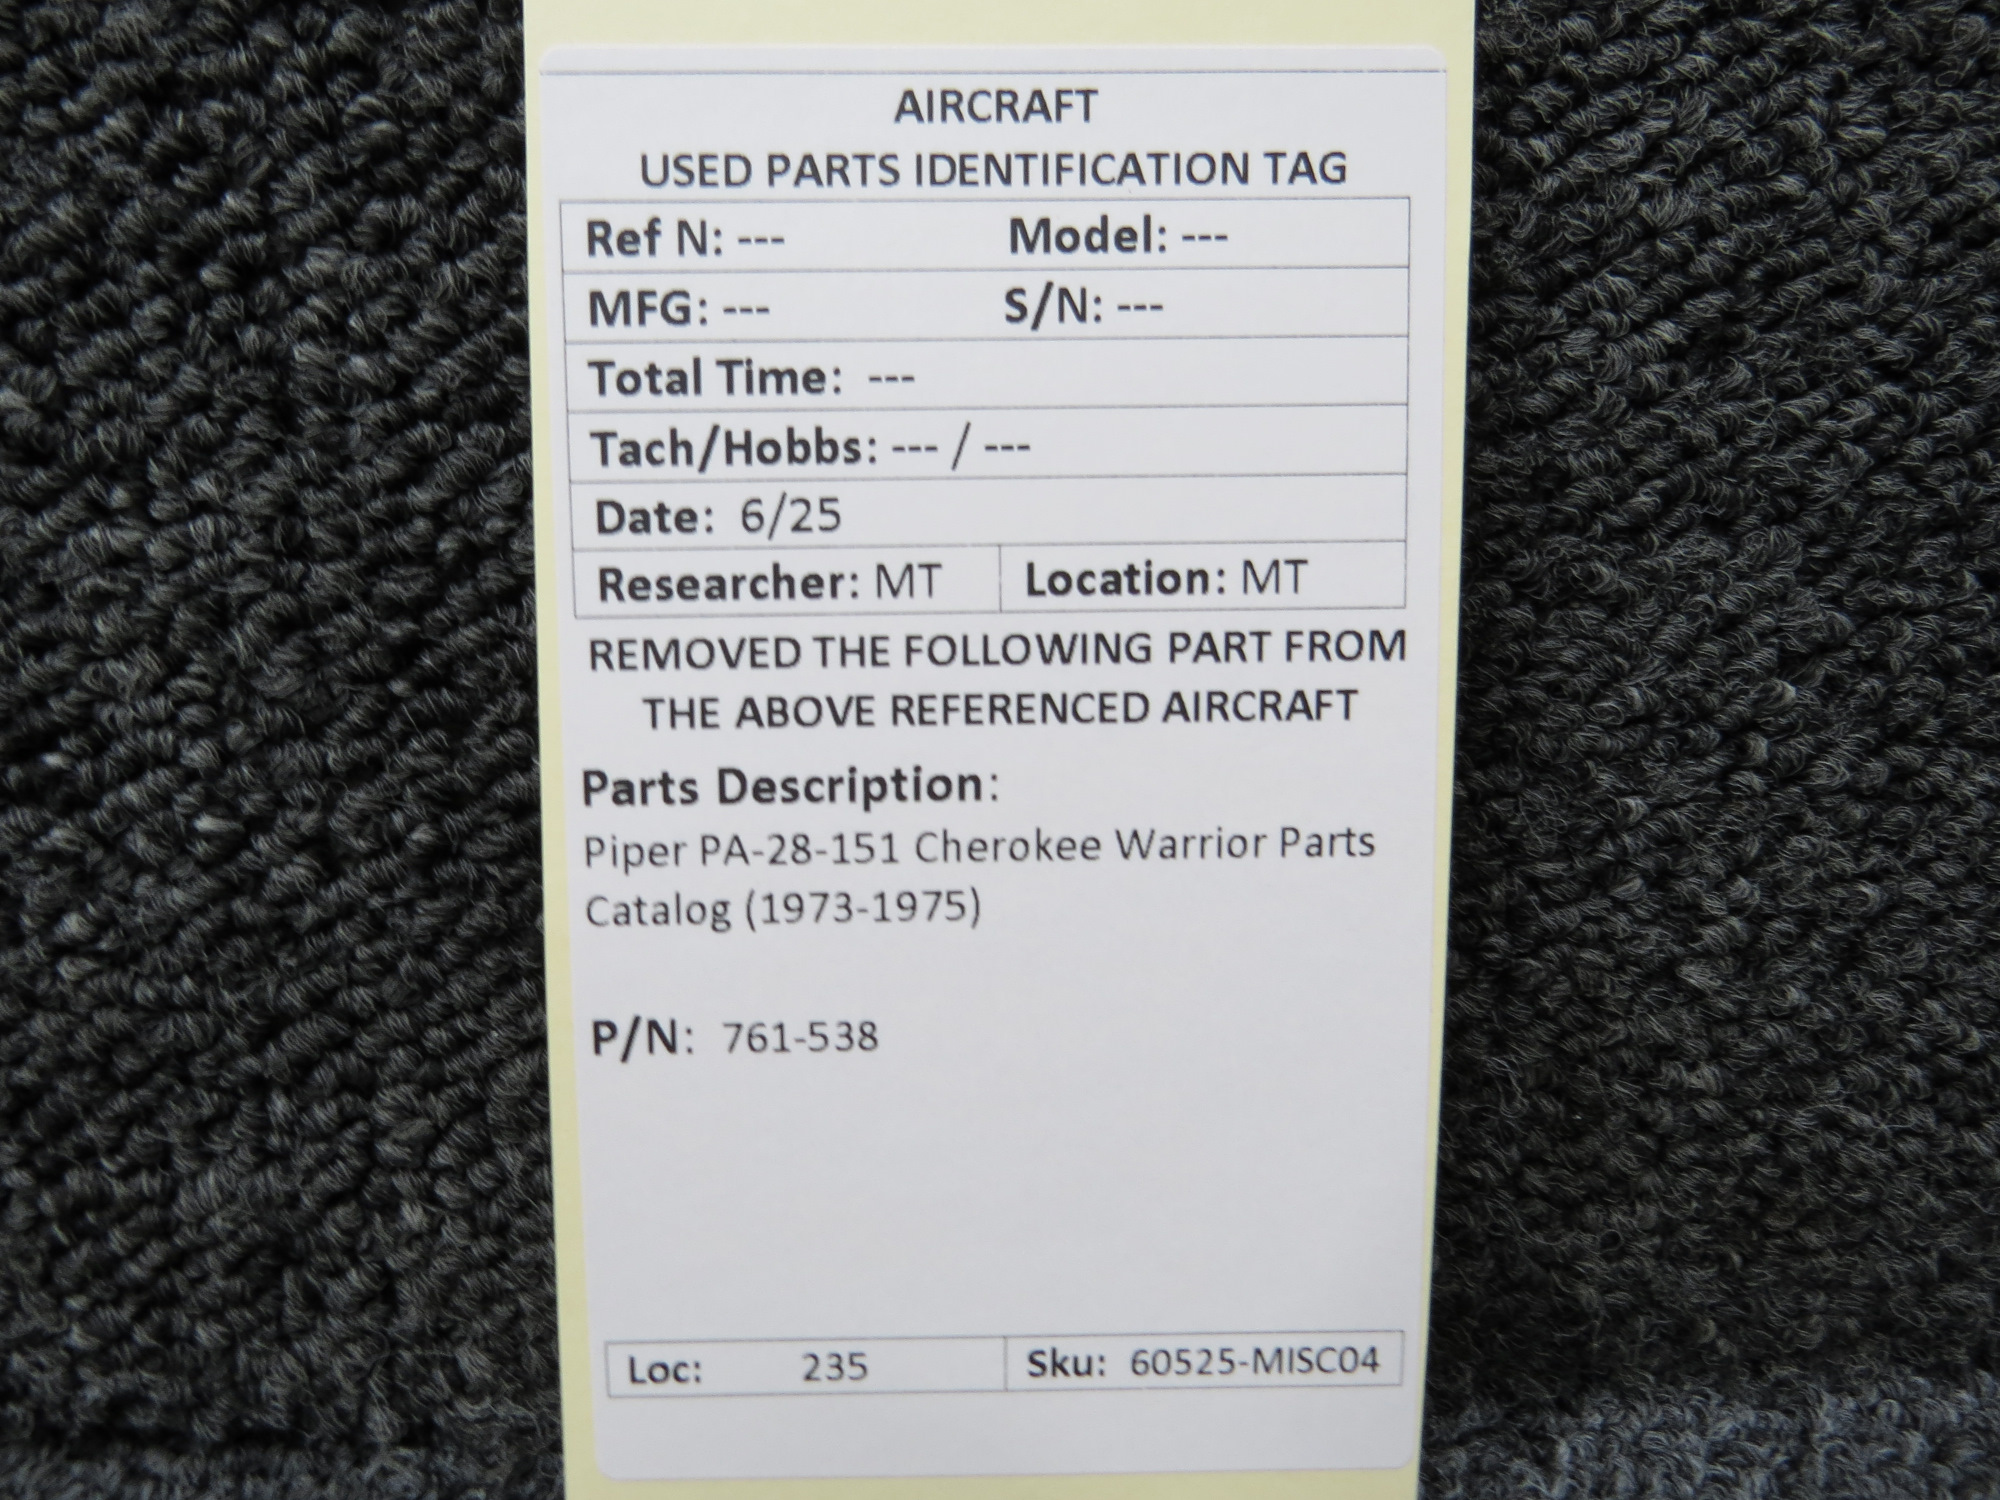 AIRCRAFT
USED PARTS IDENTIFICATION TAG
Ref N: --- Model: ---
MFG: --- S/N: ---
Total Time: ---
Tach/Hobbs: --- / ---
Date: 6/25
Researcher: MT Location: MT
REMOVED THE FOLLOWING PART FROM
THE ABOVE REFERENCED AIRCRAFT
Parts Description:
Piper PA-28-151 Cherokee Warrior Parts
Catalog (1973-1975)
P/N: 761-538
Loc: 235 Sku: 60525-MISC04